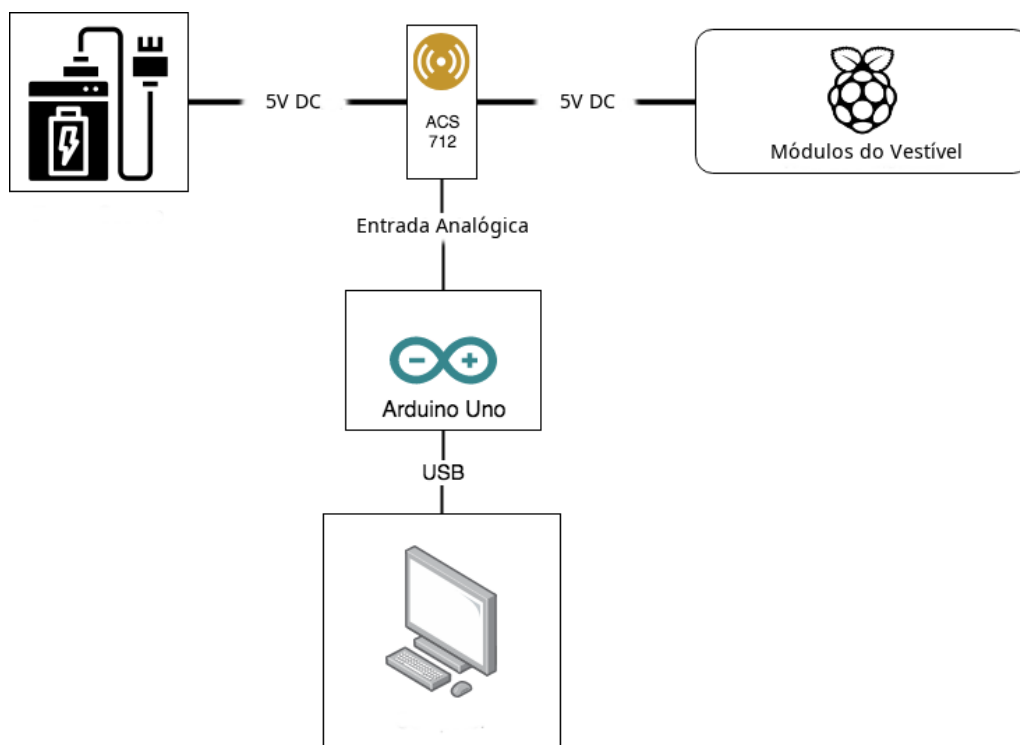 5V DC
ACS
712
5V DC
Módulos do Vestível
Entrada Analógica
Arduino Uno
USB